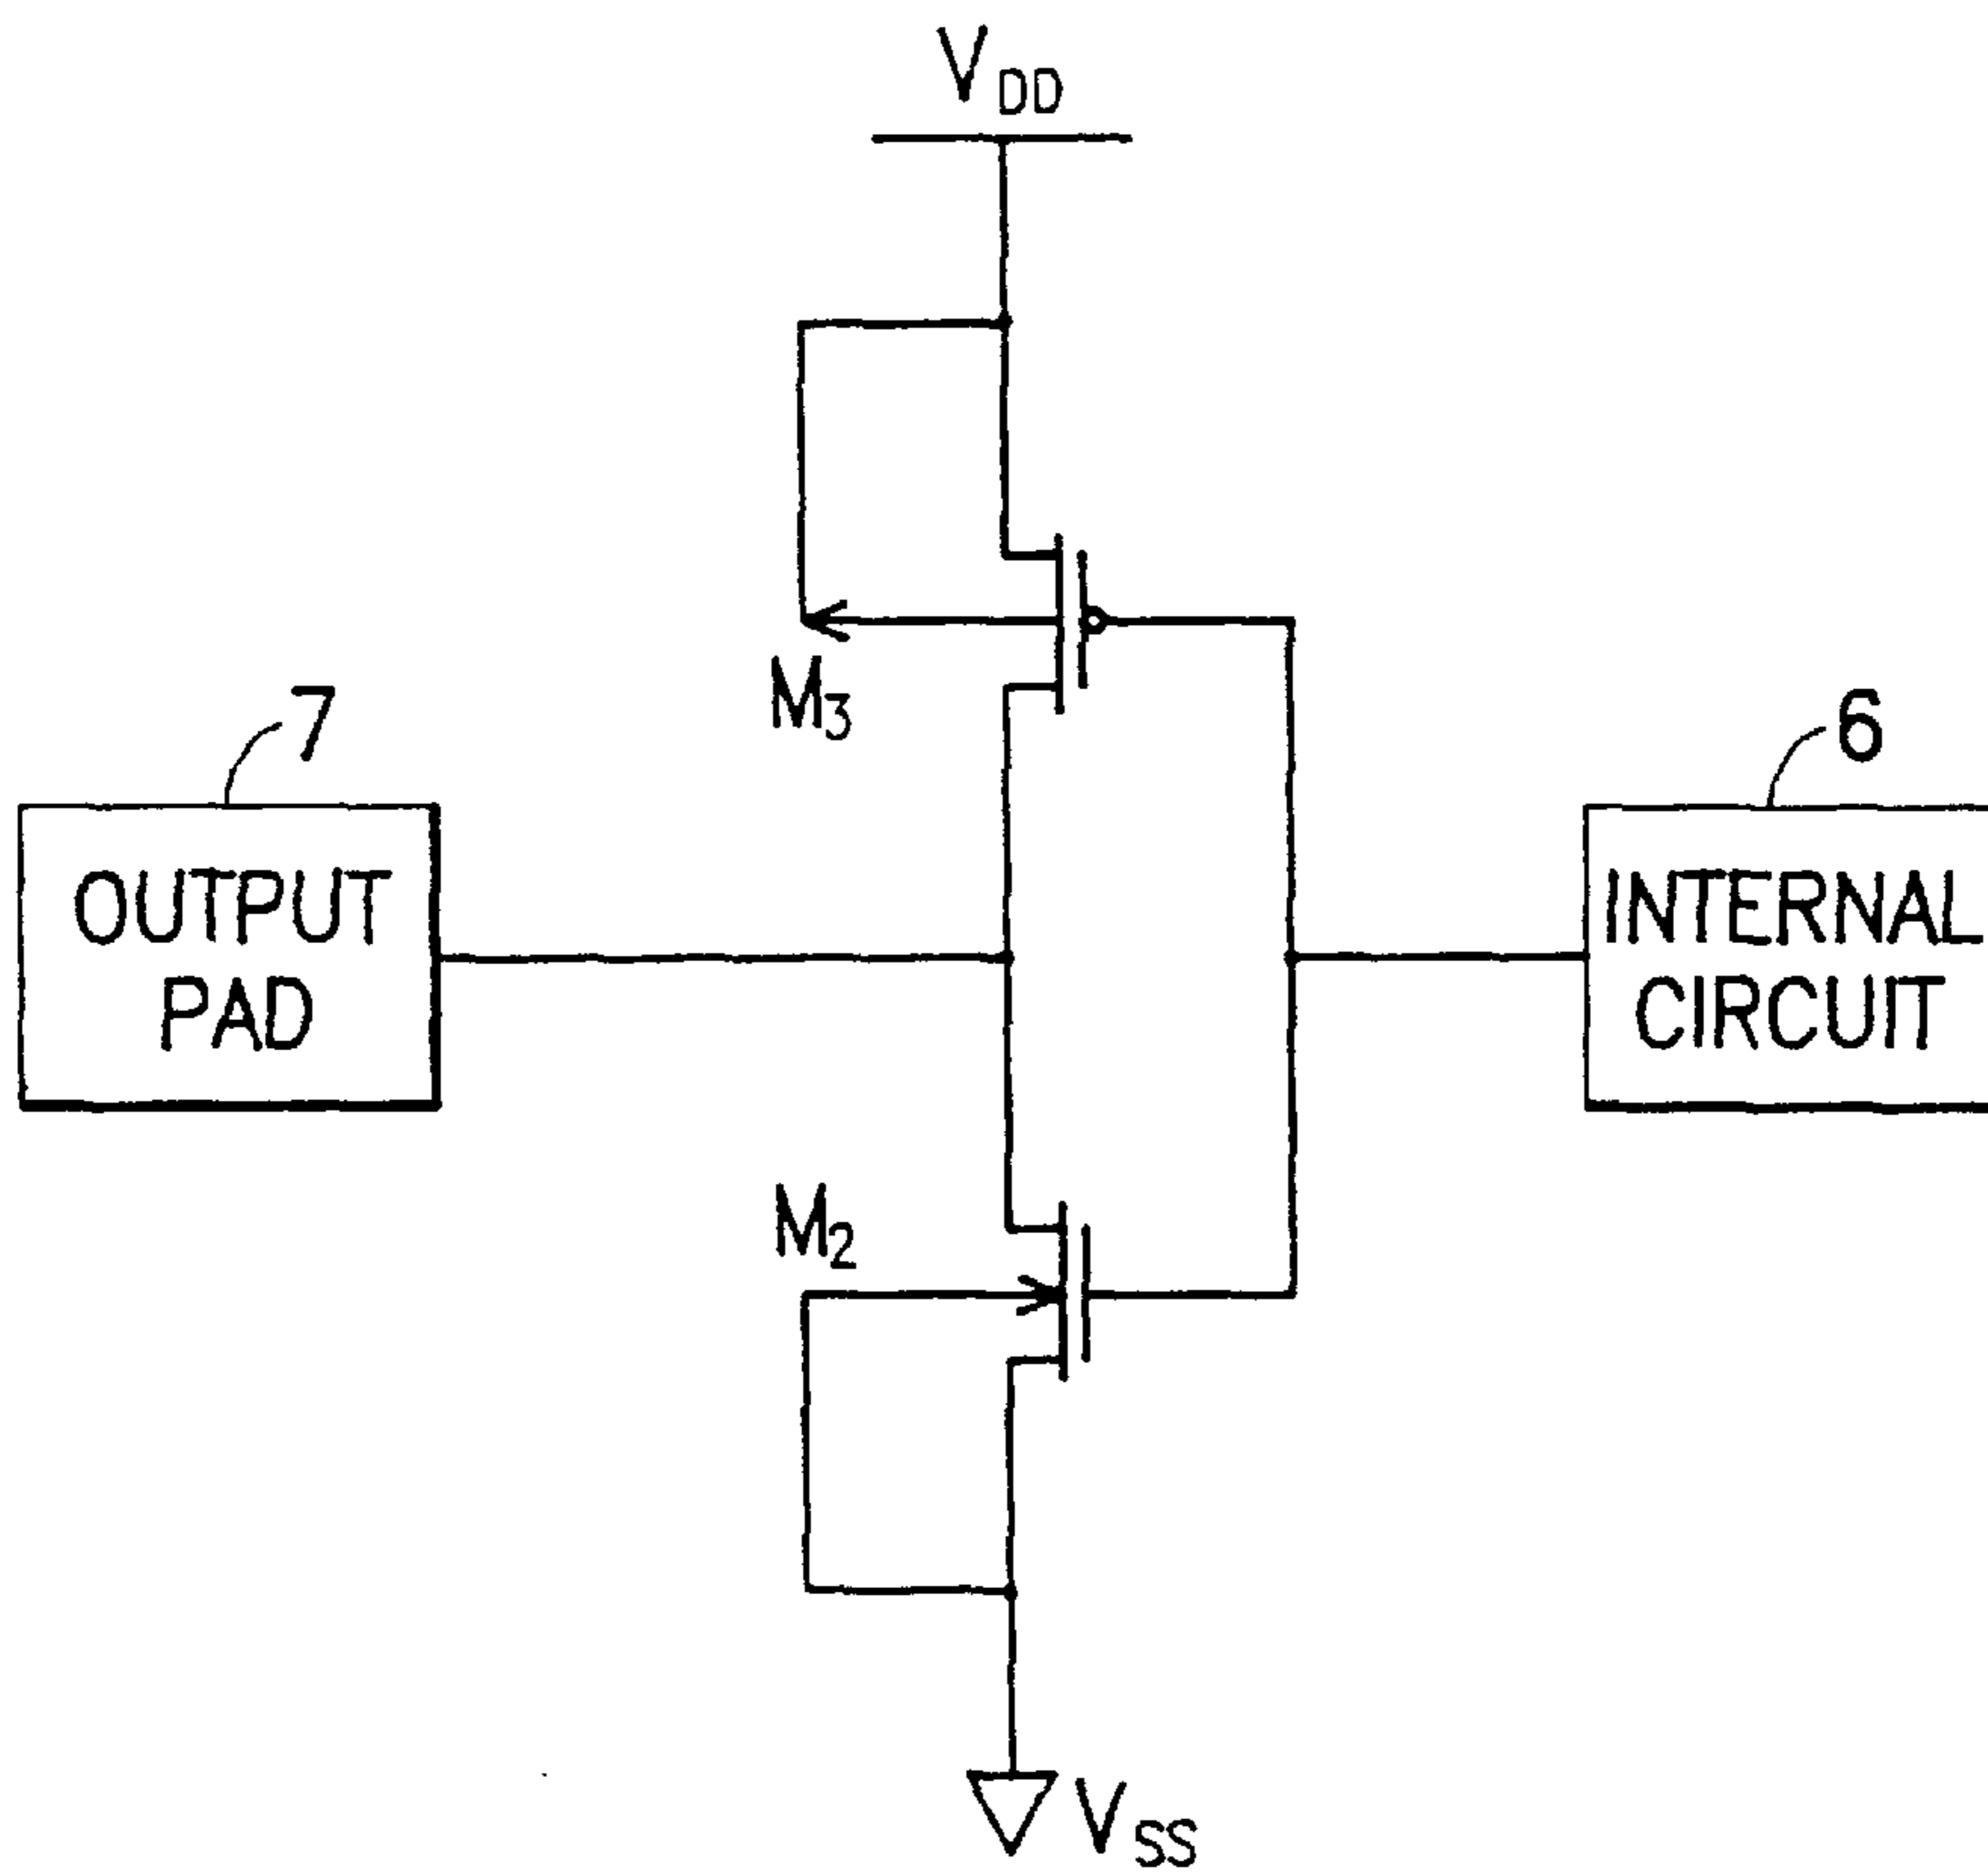 VDD
M3
7
6
OUTPUT
PAD
INTERNAL
CIRCUIT
M2
VSS